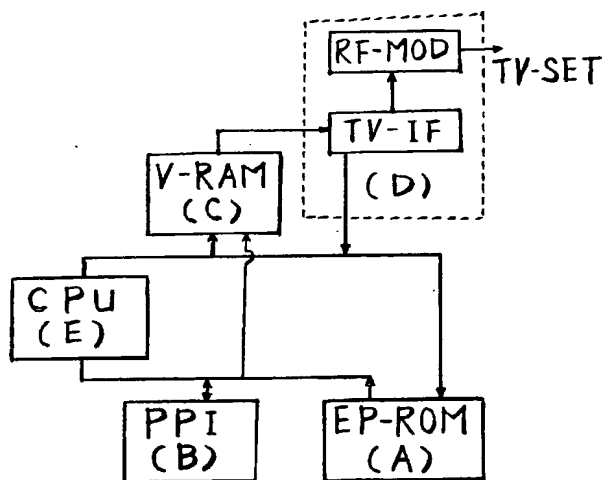 RF-MOD
TV-SET
TV-IF
(D)
V-RAM
(C)
CPU
(E)
PPI
(B)
EP-ROM
(A)